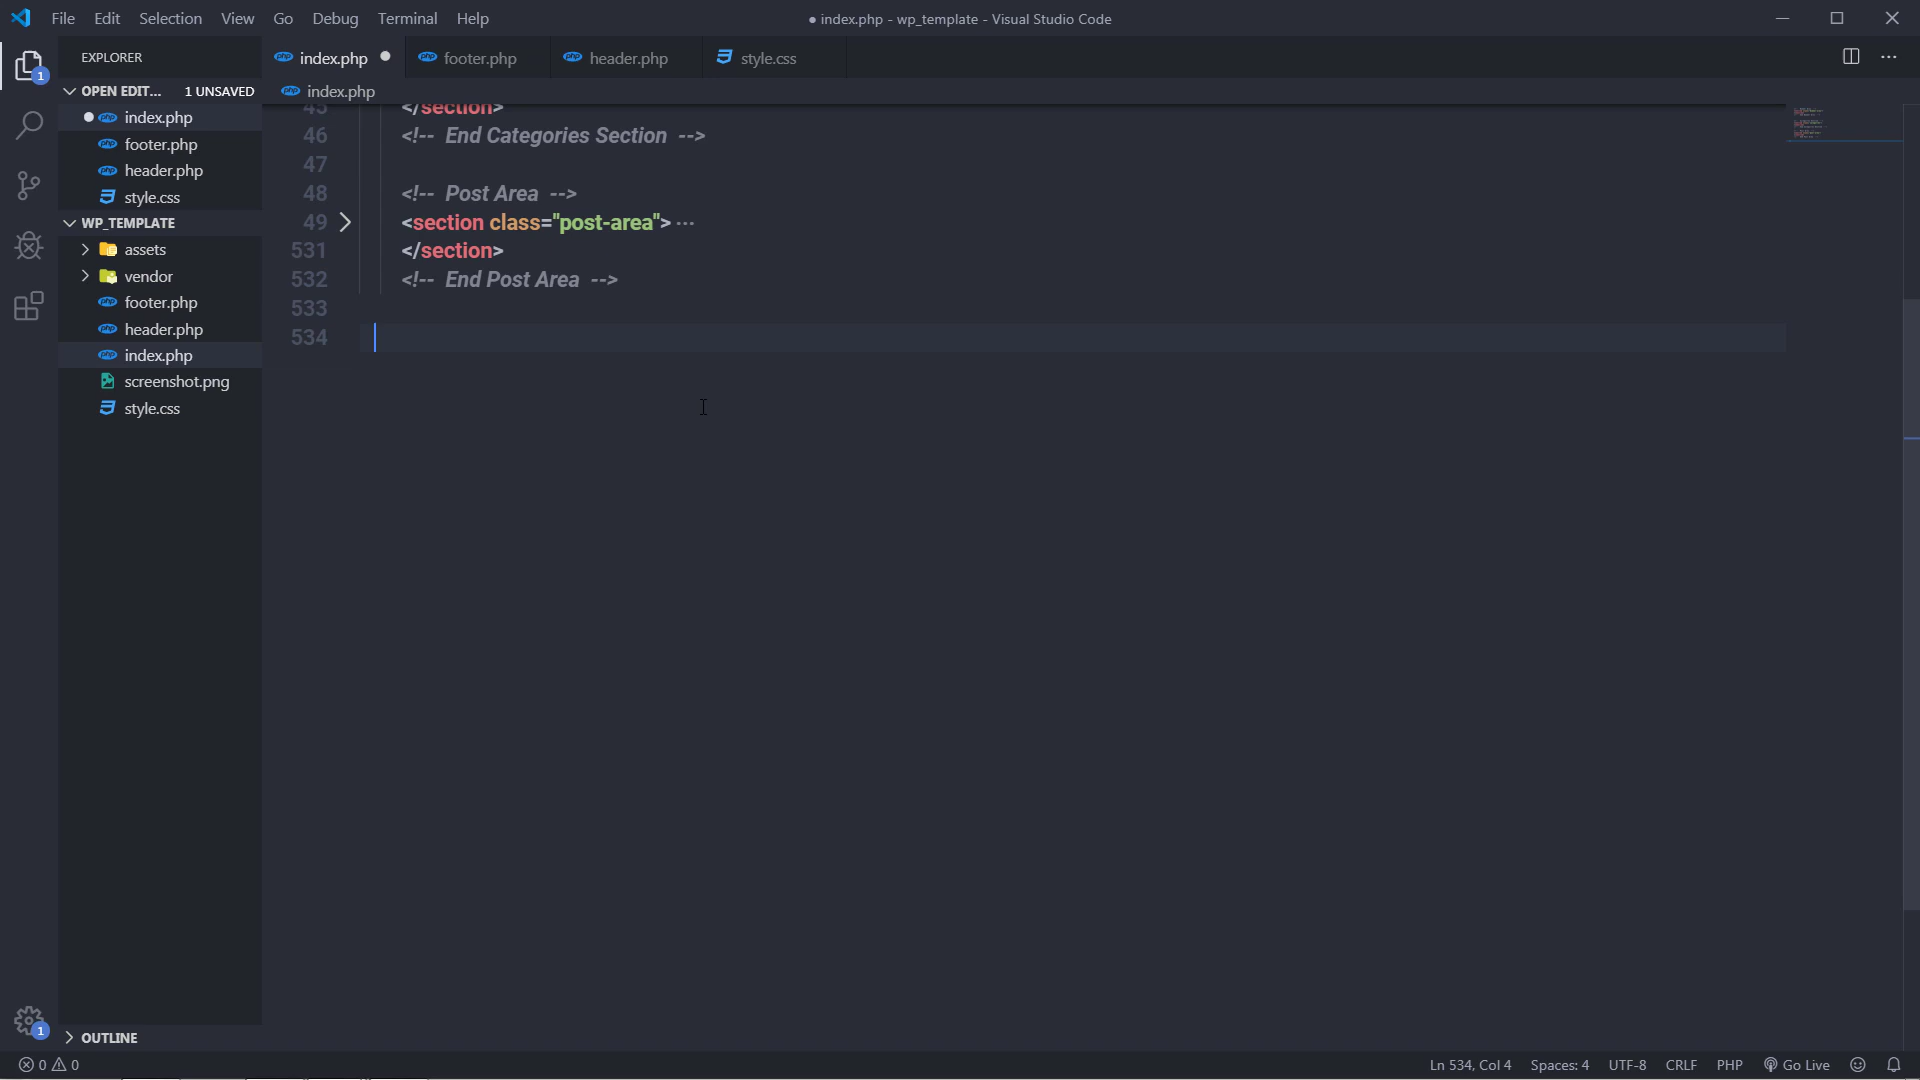 File Edit Selection View Go Debug Terminal Help
● index.php - wp_template - Visual Studio Code
EXPLORER
index.php ● footer.php header.php style.css
OPEN EDIT... 1 UNSAVED
index.php
footer.php
header.php
style.css
WP_TEMPLATE
assets
vendor
footer.php
header.php
index.php
screenshot.png
style.css
OUTLINE
index.php
45 </section>
46 <!-- End Categories Section -->
47
48 <!-- Post Area -->
49 <section class="post-area"> ...
531 </section>
532 <!-- End Post Area -->
533
534
1
1
0 0
Ln 534, Col 4 Spaces: 4 UTF-8 CRLF PHP Go Live